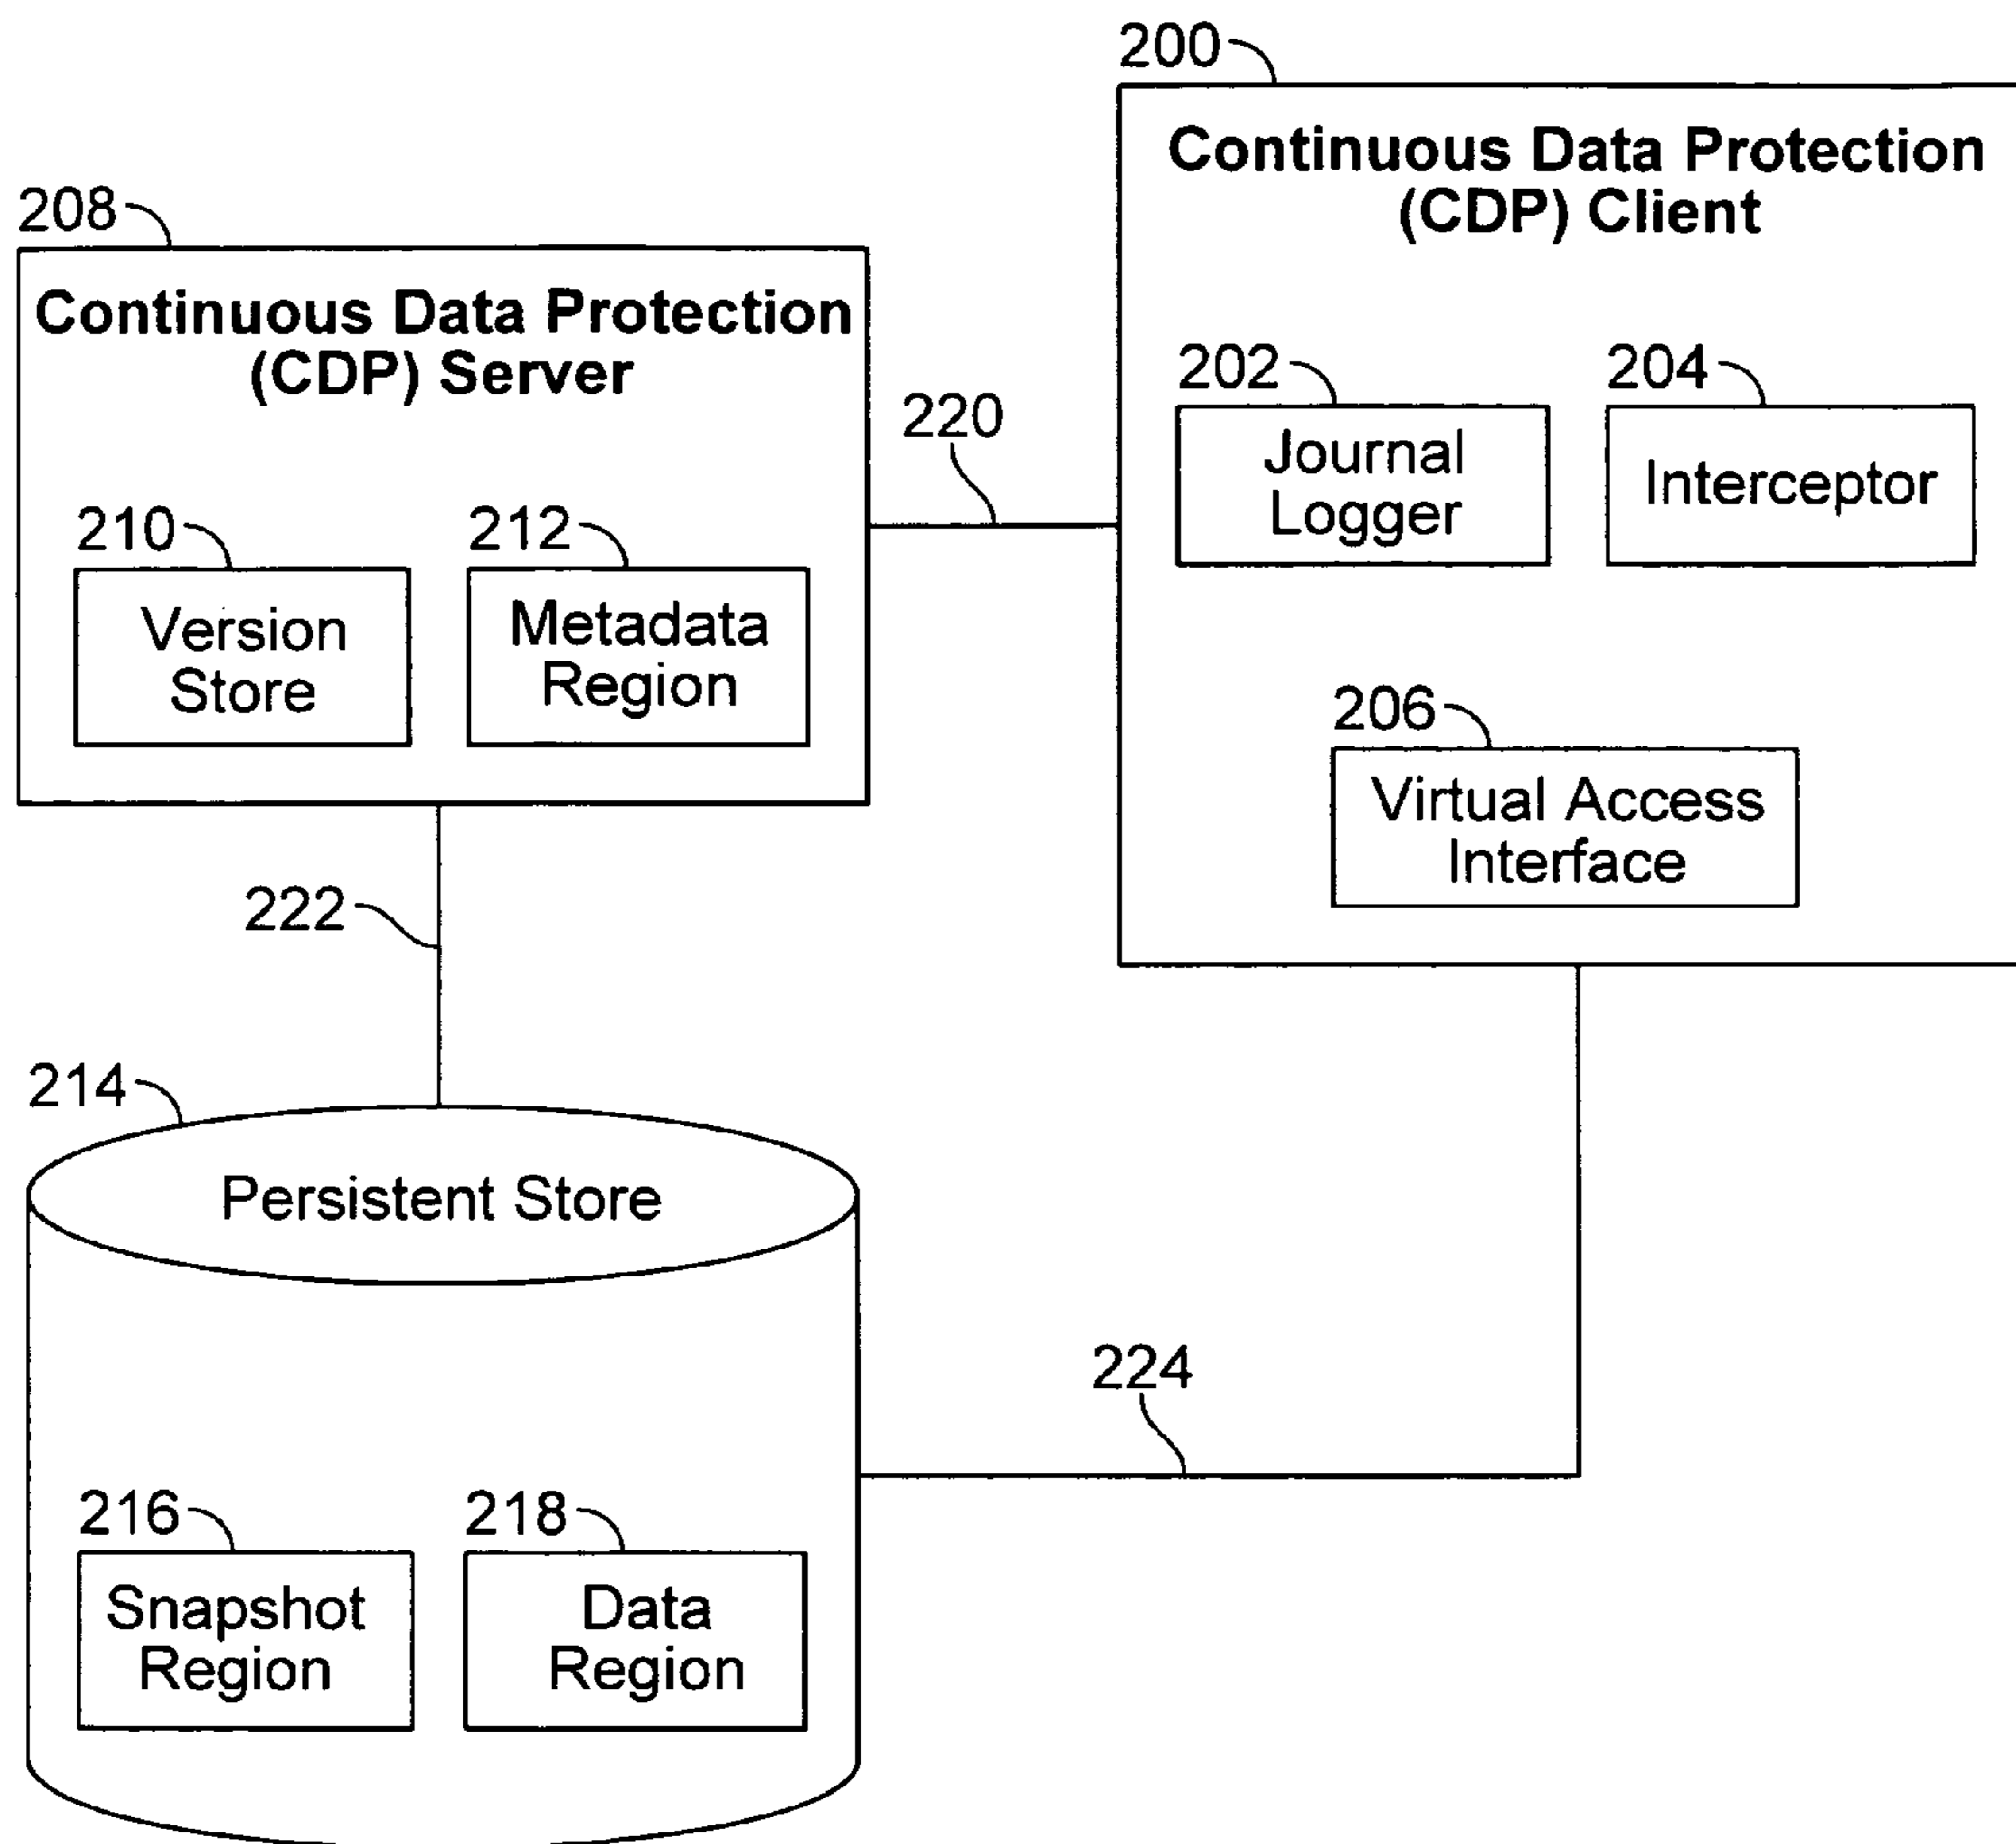 200
Continuous Data Protection
(CDP) Client
202
Journal
Logger
204
Interceptor
206
Virtual Access
Interface
208
Continuous Data Protection
(CDP) Server
210
Version
Store
212
Metadata
Region
220
222
214
Persistent Store
224
216
Snapshot
Region
218
Data
Region